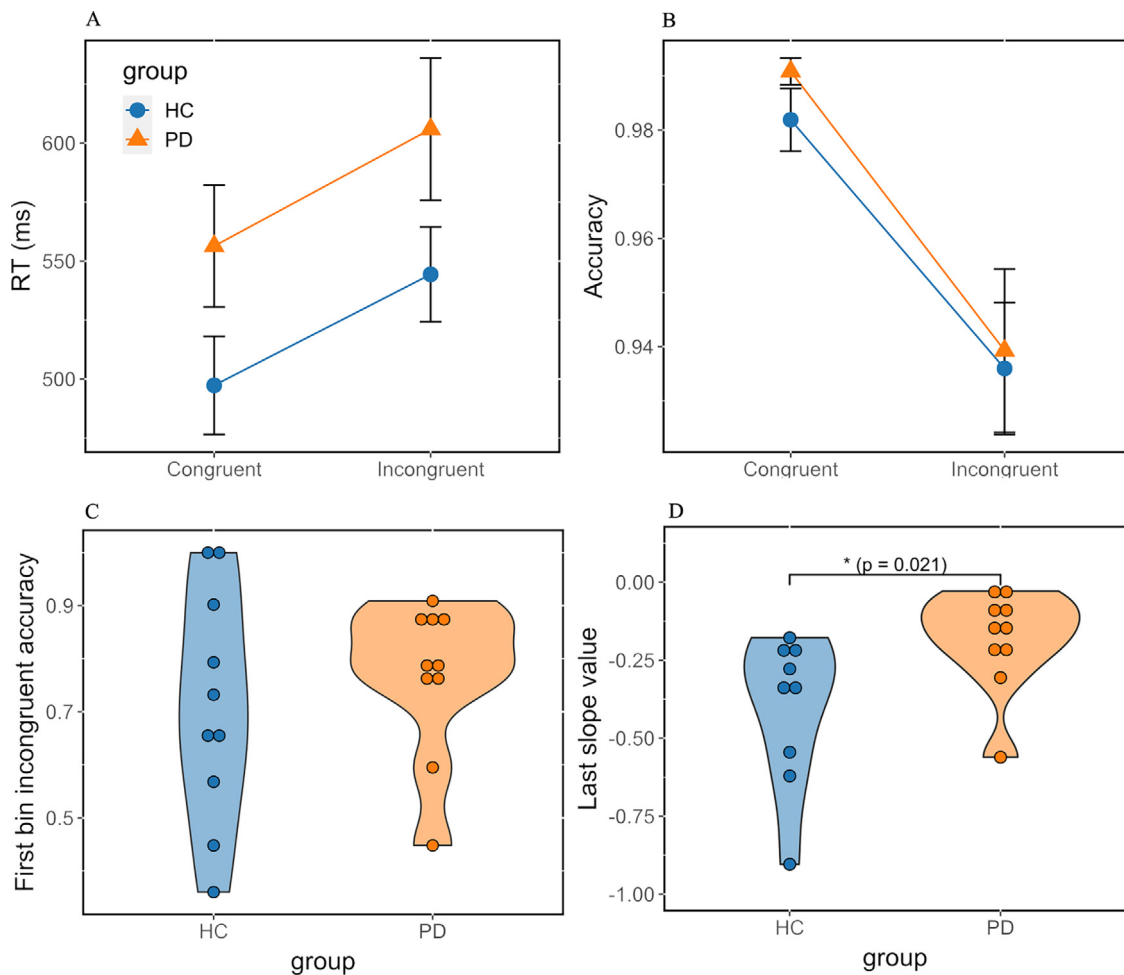 A
group
HC
PD
RT (ms)
600
550
500
Congruent
Incongruent
B
Accuracy
0.98
0.96
0.94
Congruent
Incongruent
C
First bin incongruent accuracy
0.9
0.7
0.5
HC
PD
group
D
* (p = 0.021)
Last slope value
0.00
-0.25
-0.50
-0.75
-1.00
HC
PD
group